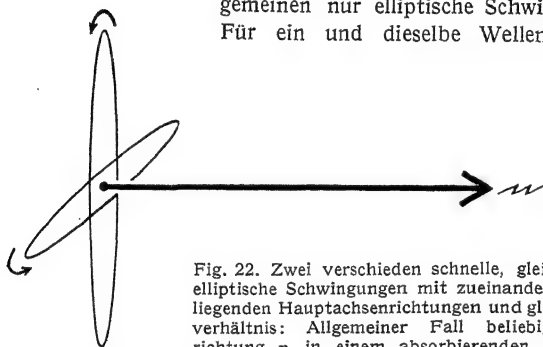 gemeinen nur elliptische Schwi
Für ein und dieselbe Wellen
n
Fig. 22. Zwei verschieden schnelle, glei
elliptische Schwingungen mit zueinande
liegenden Hauptachsenrichtungen und gl
verhältnis: Allgemeiner Fall beliebi
richtung n in einem absorbierenden